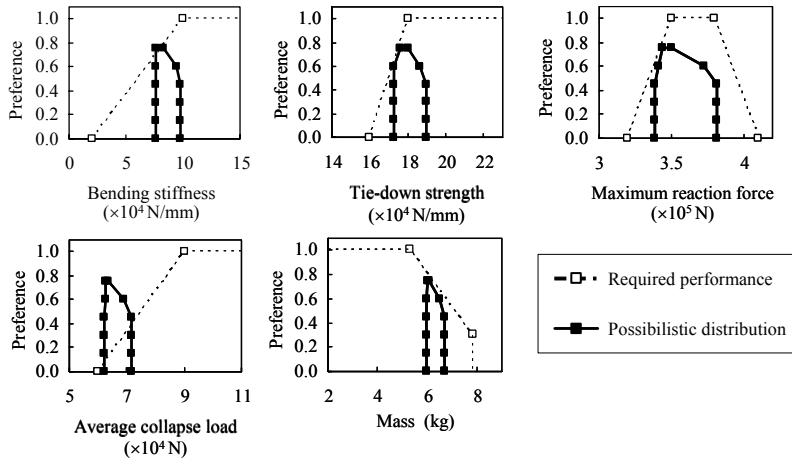 Preference
1.0
0.8
0.6
0.4
0.2
0.0
0 5 10 15
Bending stiffness
(×10⁴ N/mm)
Preference
1.0
0.8
0.6
0.4
0.2
0.0
14 16 18 20 22
Tie-down strength
(×10⁴ N/mm)
Preference
1.0
0.8
0.6
0.4
0.2
0.0
3 3.5 4
Maximum reaction force
(×10⁵ N)
Preference
1.0
0.8
0.6
0.4
0.2
0.0
5 7 9 11
Average collapse load
(×10⁴ N)
Preference
1.0
0.8
0.6
0.4
0.2
0.0
2 4 6 8
Mass (kg)
Required performance
Possibilistic distribution